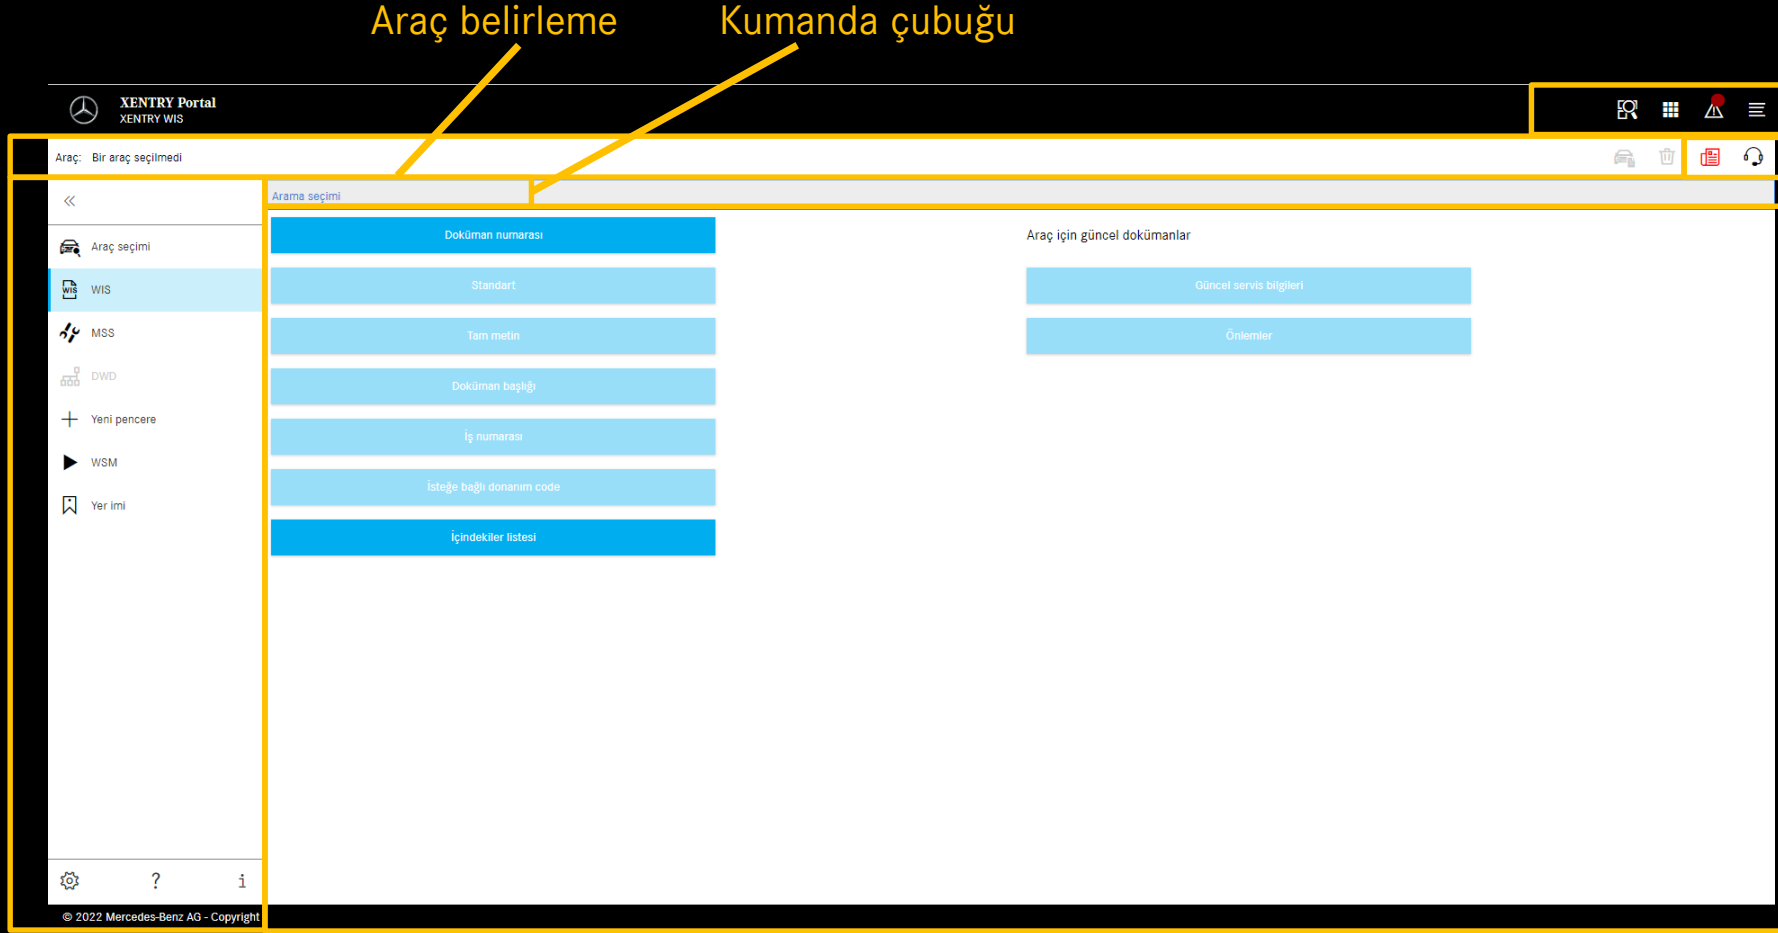 Araç belirleme
Kumanda çubuğu
XENTRY Portal
XENTRY WIS
Araç: Bir araç seçilmedi
Arama seçimi
Araç seçimi
WIS
WIS
MSS
DWD
Yeni pencere
WSM
Yer imi
Doküman numarası
Standart
Tam metin
Doküman başlığı
İş numarası
İsteğe bağlı donanım code
İçindekiler listesi
Araç için güncel dokümanlar
Güncel servis bilgileri
Önlemler
? i
© 2022 Mercedes-Benz AG - Copyright